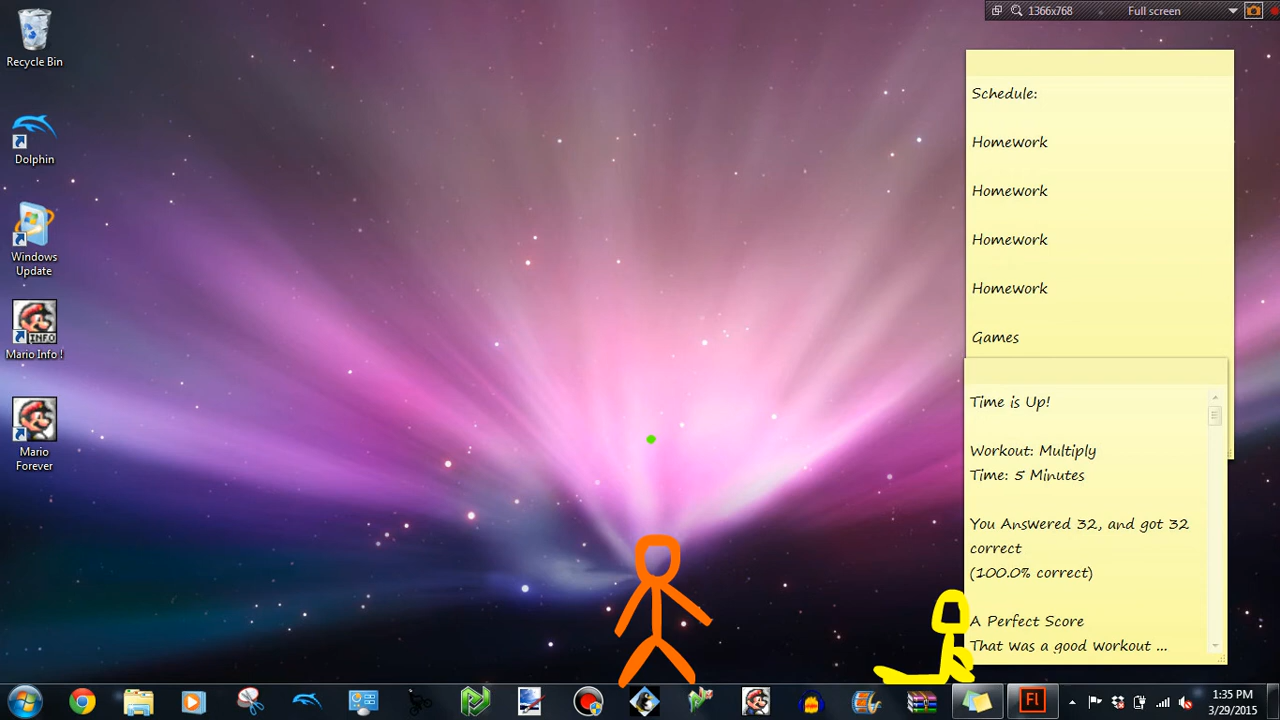 1366x768 Full screen
Recycle Bin
Dolphin
Windows
Update
INFO
Mario Info !
Mario
Forever
Schedule:
Homework
Homework
Homework
Homework
Games
Time is Up!
Workout: Multiply
Time: 5 Minutes
You Answered 32, and got 32
correct
(100.0% correct)
A Perfect Score
That was a good workout ...
Fl
1:35 PM
3/29/2015